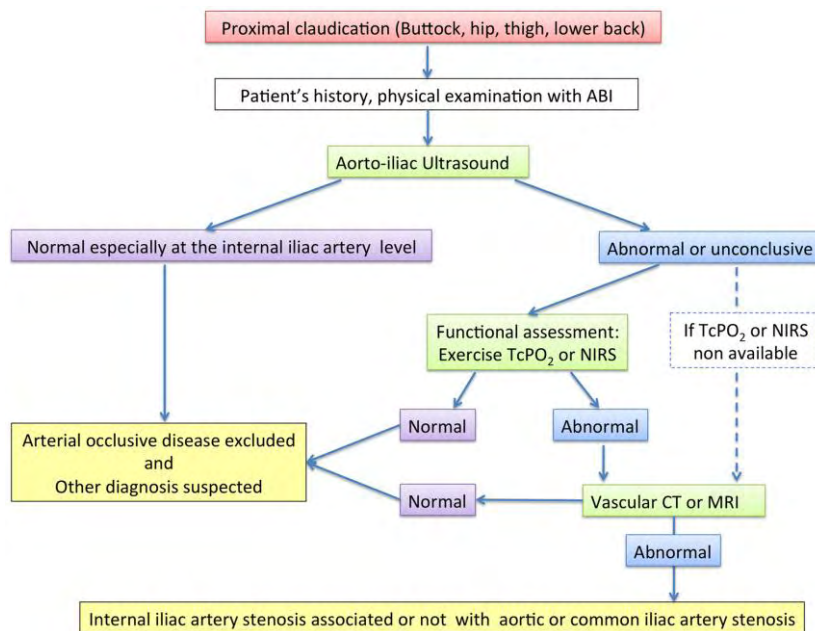 Proximal claudication (Buttock, hip, thigh, lower back)
Patient's history, physical examination with ABI
Aorto-iliac Ultrasound
Normal especially at the internal iliac artery level
Abnormal or unconclusive
Functional assessment:
Exercise TcPO₂ or NIRS
If TcPO₂ or NIRS
non available
Normal
Abnormal
Arterial occlusive disease excluded
and
Other diagnosis suspected
Normal
Vascular CT or MRI
Abnormal
Internal iliac artery stenosis associated or not with aortic or common iliac artery stenosis